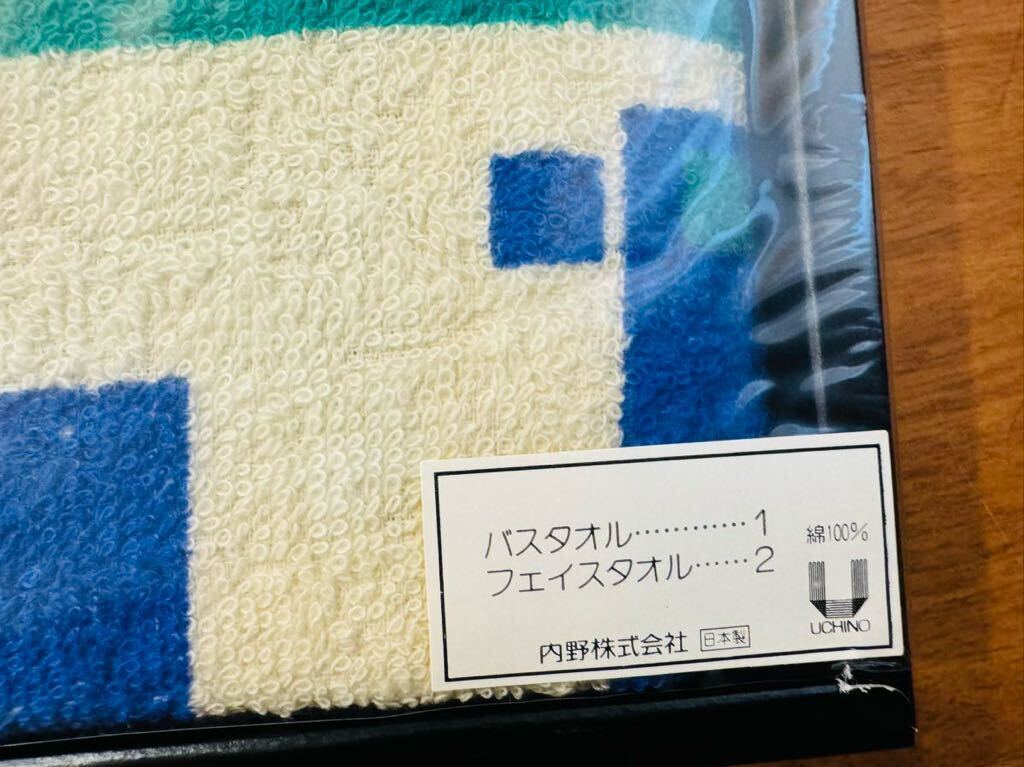 バスタオル…………1
フェイスタオル……2
綿100%
UCHINO
内野株式会社 日本製